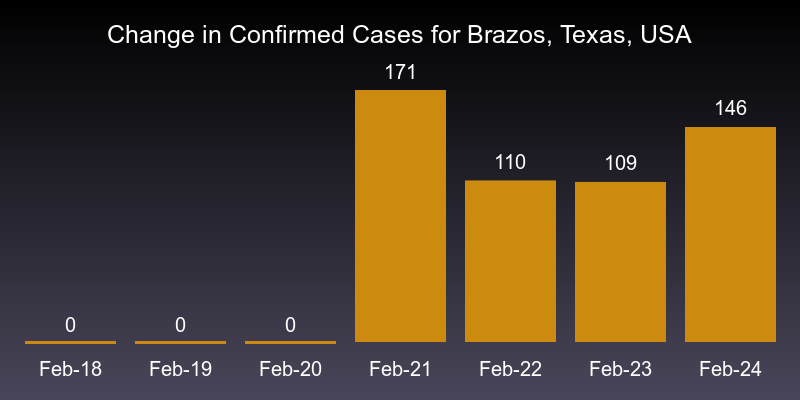 Change in Confirmed Cases for Brazos, Texas, USA
171
146
110
109
0
0
0
Feb-18
Feb-19
Feb-20
Feb-21
Feb-22
Feb-23
Feb-24